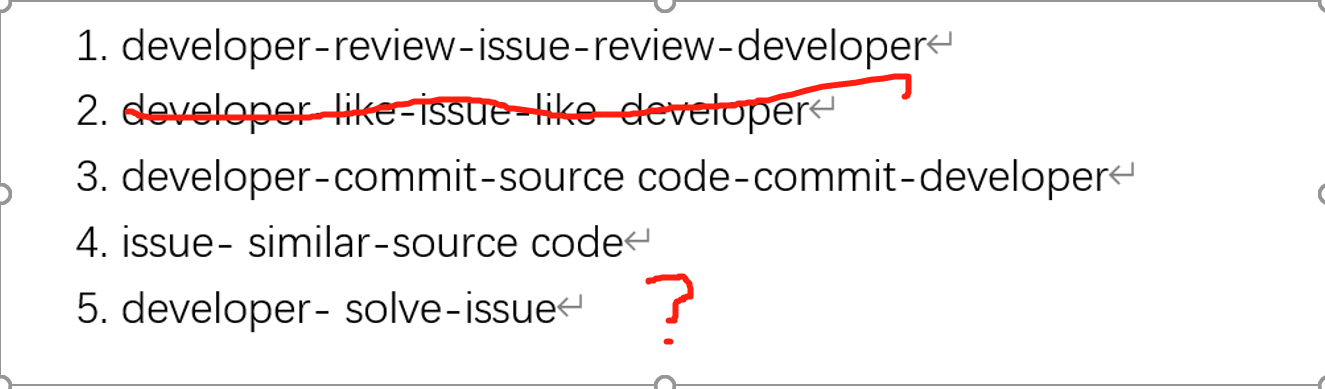 1. developer-review-issue-review-developer↵
2. developer-like-issue-like-developer↵
3. developer-commit-source code-commit-developer↵
4. issue- similar-source code↵
5. developer- solve-issue↵ ?